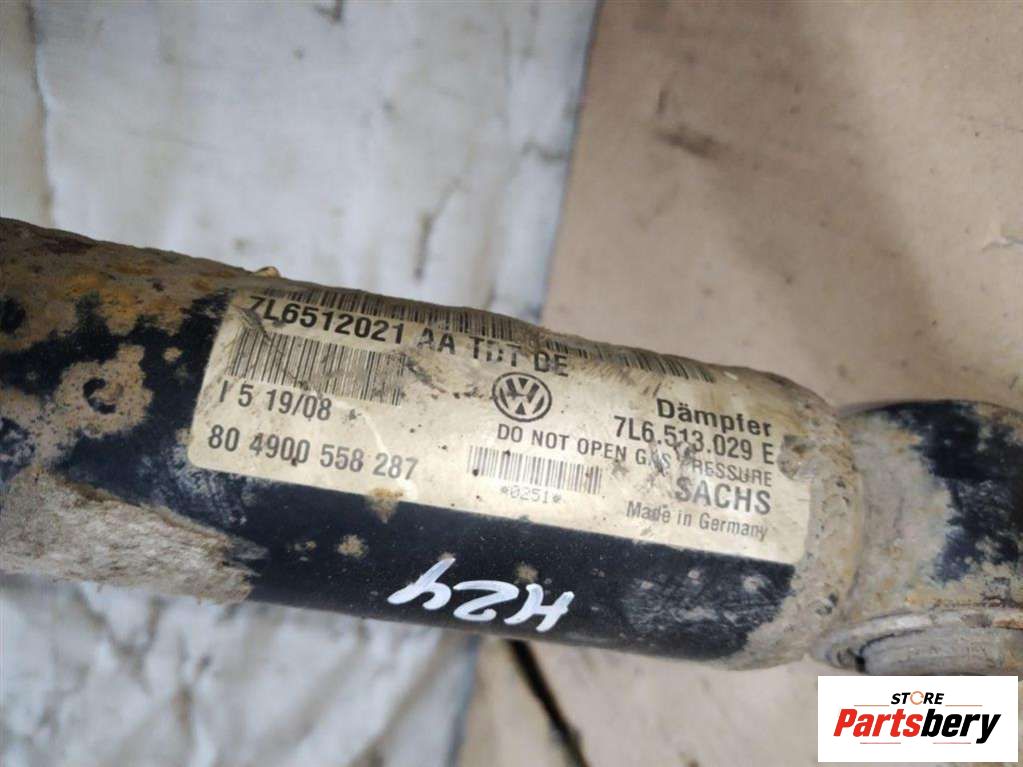 7L6512021 AA TDT DE
I 5 19/08
80 4900 558 287
Dämpfer
7L6.513.029 E
DO NOT OPEN GAS PRESSURE
*0251*
SACHS
Made in Germany
H24
STORE
Partsbery